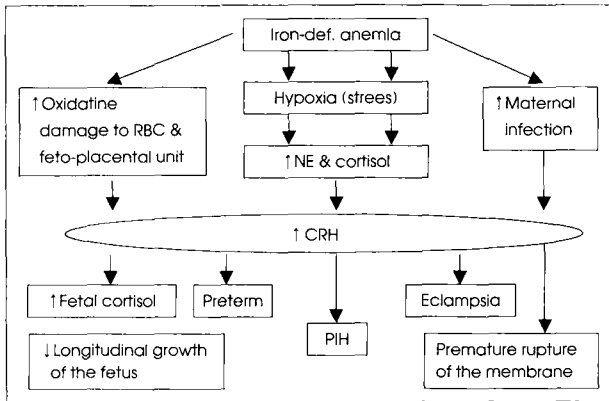 Iron-def. anemla
↑Oxidatine
damage to RBC &
feto-placental unit
Hypoxia (strees)
↑Maternal
infection
↑NE & cortisol
↑ CRH
↑Fetal cortisol
Preterm
Eclampsia
PIH
↓Longitudinal growth
of the fetus
Premature rupture
of the membrane